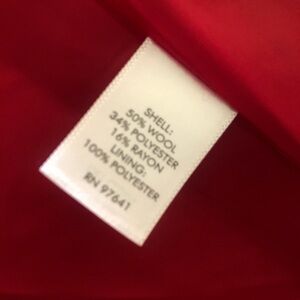 SHELL:
50% WOOL
34% POLYESTER
16% RAYON
LINING:
100% POLYESTER
RN 97641